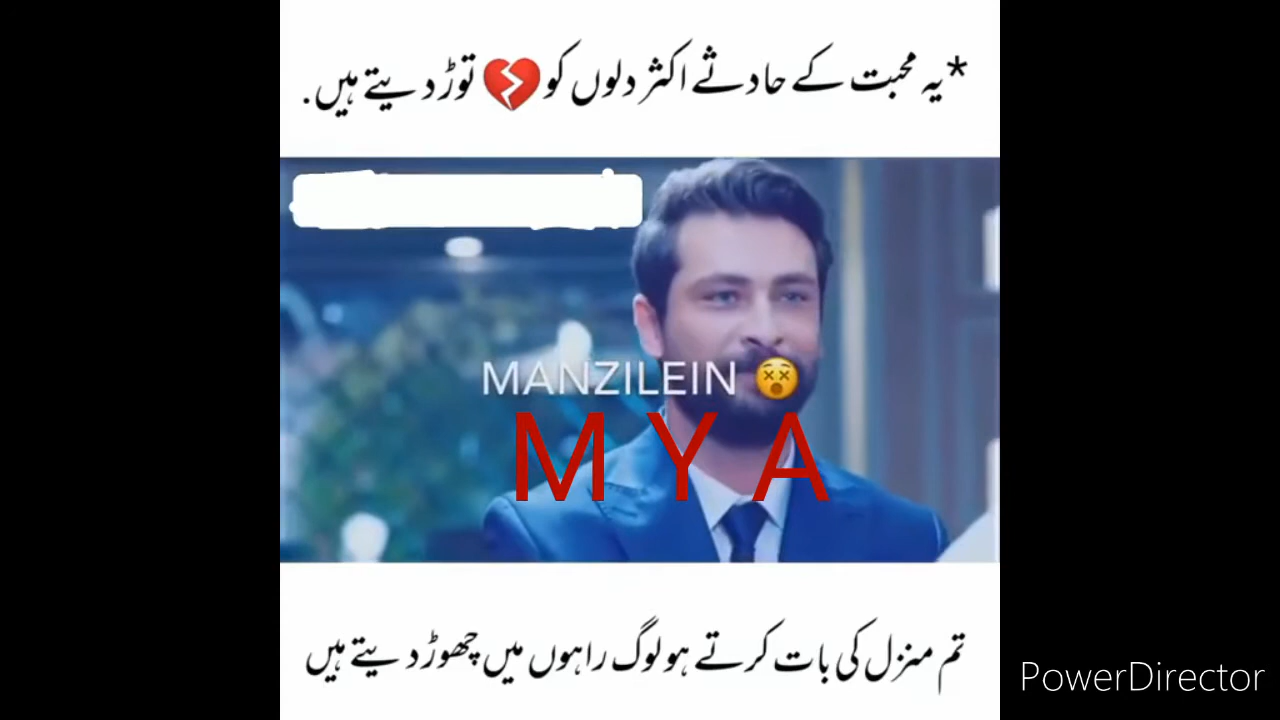 *یہ محبت کے حادثے اکثر دلوں کو💔 توڑ دیتے ہیں.
MANZILEIN 😵
M Y A
تم منزل کی بات کرتے ہو لوگ راہوں میں چھوڑ دیتے ہیں
PowerDirector